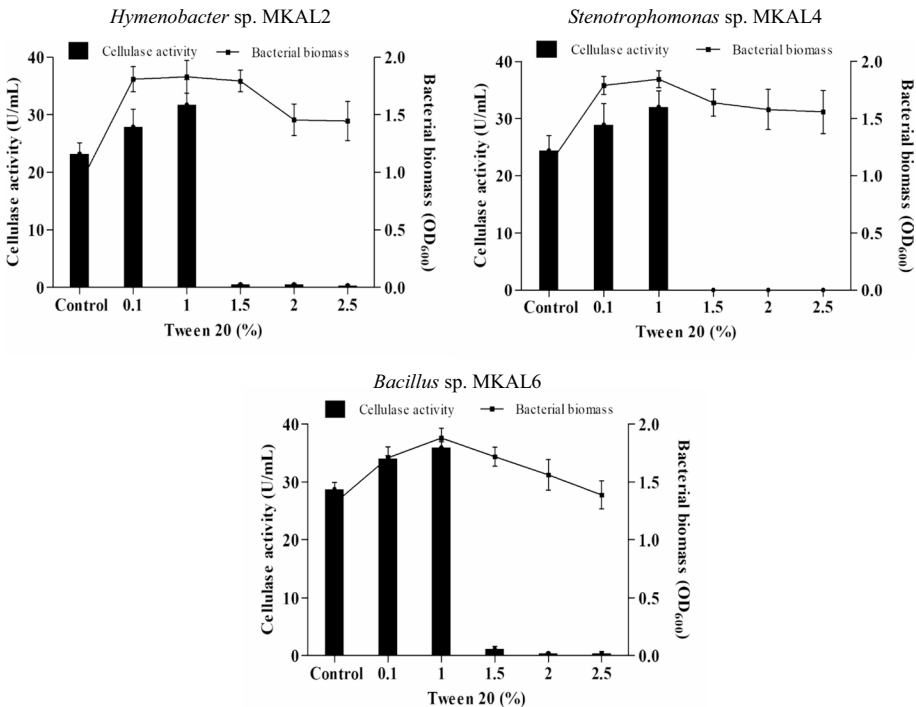 Hymenobacter sp. MKAL2
Cellulase activity Bacterial biomass
Cellulase activity (U/mL)
40
30
20
10
0
2.0
1.5
1.0
0.5
0.0
Bacterial biomass (OD600)
Control 0.1 1 1.5 2 2.5
Tween 20 (%)
Stenotrophomonas sp. MKAL4
Cellulase activity Bacterial biomass
Cellulase activity (U/mL)
40
30
20
10
0
2.0
1.5
1.0
0.5
0.0
Bacterial biomass (OD600)
Control 0.1 1 1.5 2 2.5
Tween 20 (%)
Bacillus sp. MKAL6
Cellulase activity Bacterial biomass
Cellulase activity (U/mL)
40
30
20
10
0
2.0
1.5
1.0
0.5
0.0
Bacterial biomass (OD600)
Control 0.1 1 1.5 2 2.5
Tween 20 (%)